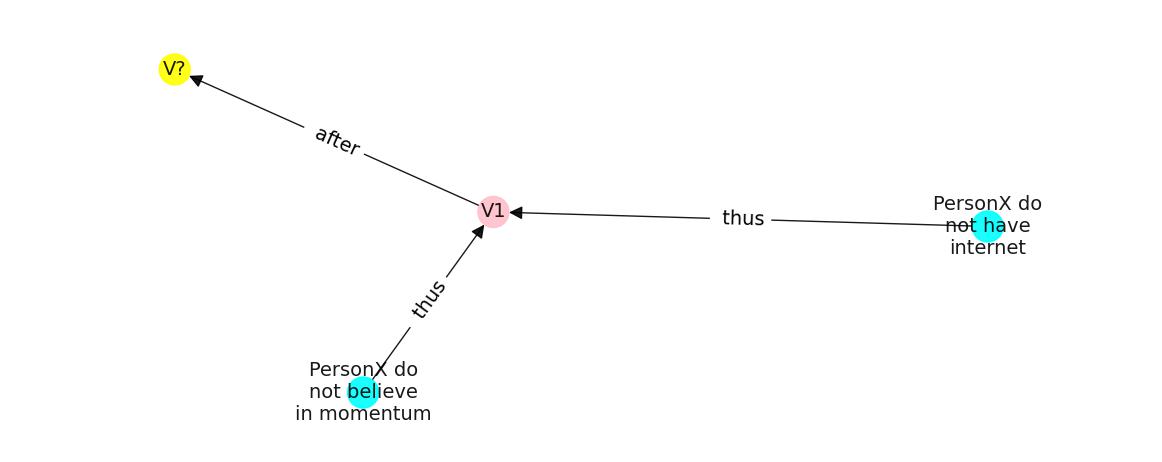 V?
after
V1
thus
PersonX do
not have
internet
thus
PersonX do
not believe
in momentum